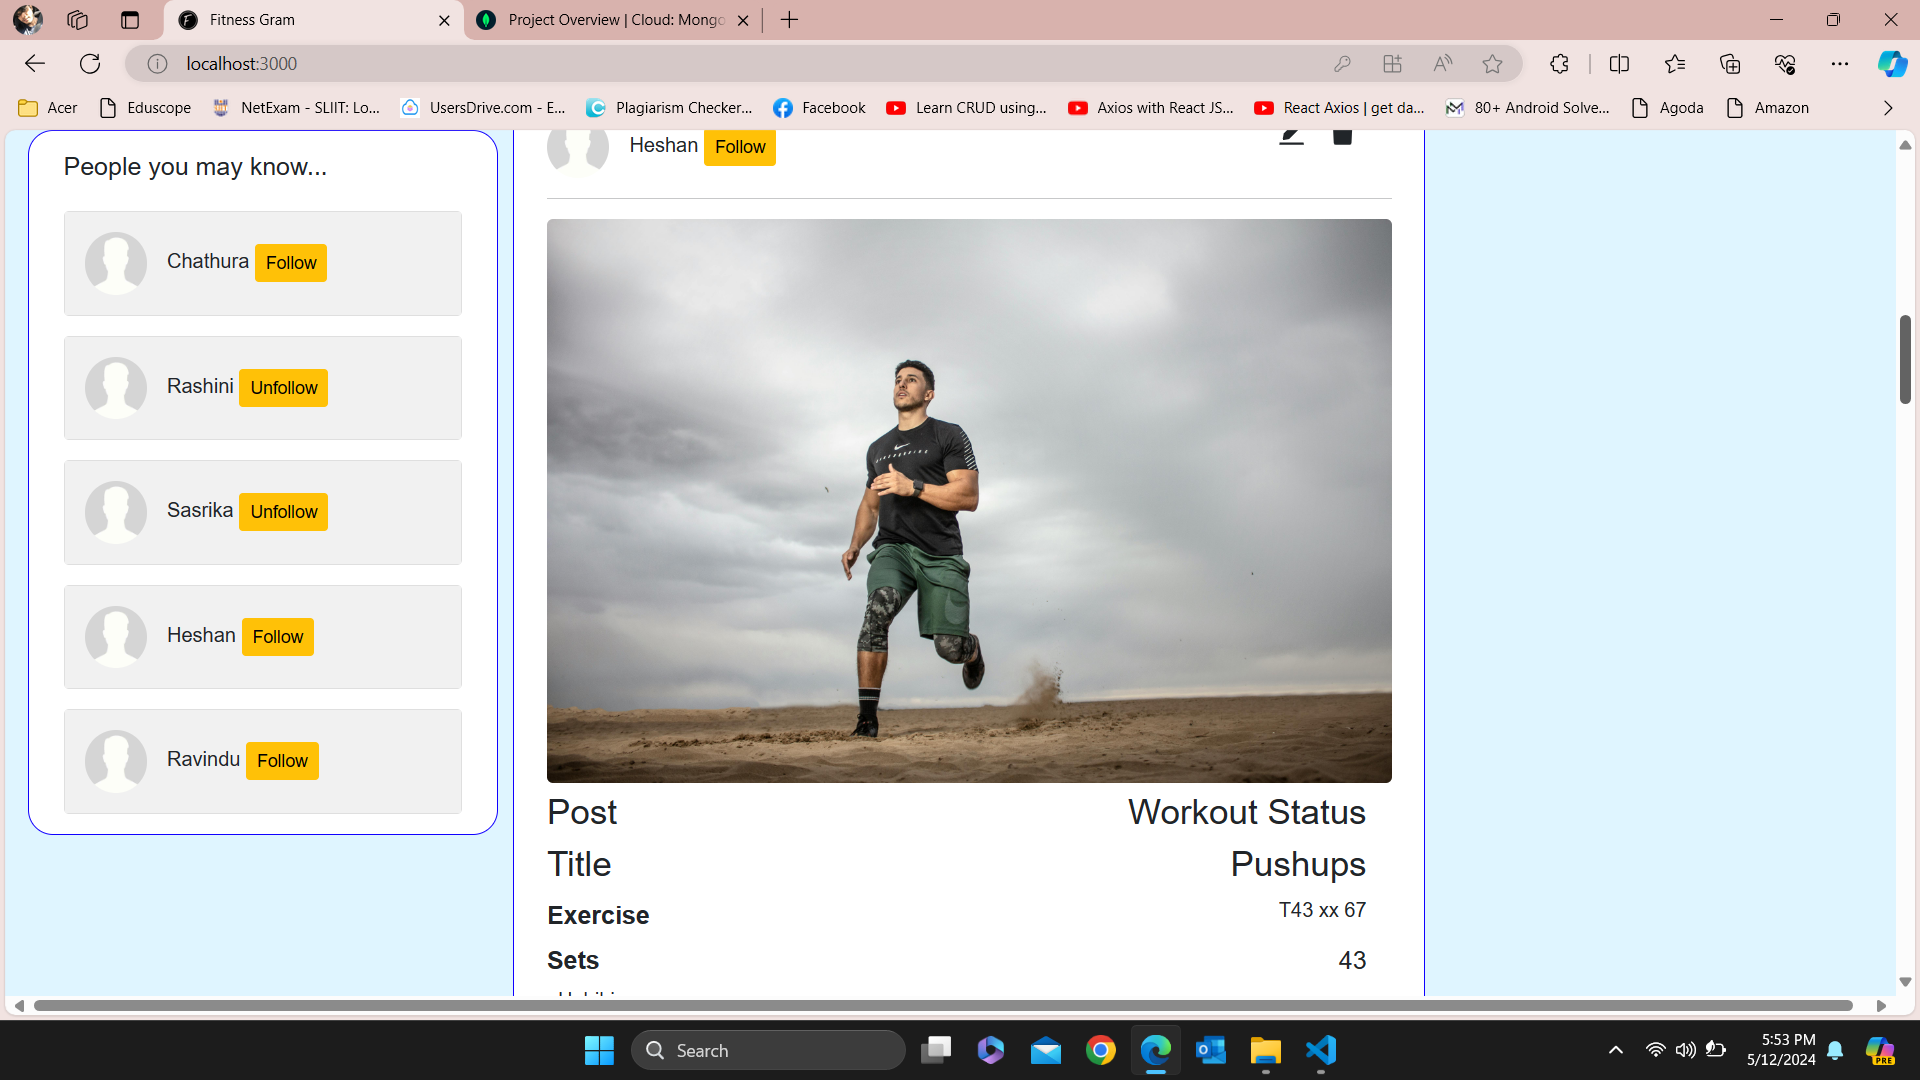 Fitness Gram
Project Overview | Cloud: Mongo
localhost:3000
Acer
Eduscope
NetExam - SLIIT: Lo...
UsersDrive.com - E...
Plagiarism Checker...
Facebook
Learn CRUD using...
Axios with React JS...
React Axios | get da...
80+ Android Solve...
Agoda
Amazon
People you may know...
Chathura Follow
Rashini Unfollow
Sasrika Unfollow
Heshan Follow
Ravindu Follow
Heshan Follow
Post Workout Status
Title Pushups
Exercise T43 xx 67
Sets 43
Search
5:53 PM
5/12/2024
PRE